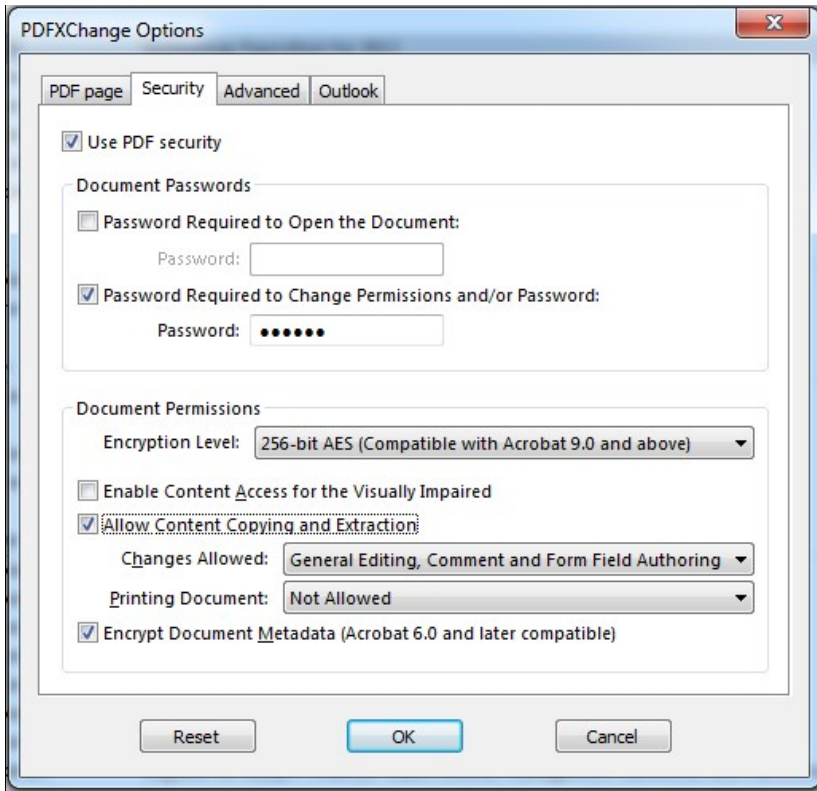 PDFXChange Options
PDF page Security Advanced Outlook
Use PDF security
Document Passwords
Password Required to Open the Document:
Password:
Password Required to Change Permissions and/or Password:
Password: ●●●●●●
Document Permissions
Encryption Level: 256-bit AES (Compatible with Acrobat 9.0 and above)
Enable Content Access for the Visually Impaired
Allow Content Copying and Extraction
Changes Allowed: General Editing, Comment and Form Field Authoring
Printing Document: Not Allowed
Encrypt Document Metadata (Acrobat 6.0 and later compatible)
Reset OK Cancel